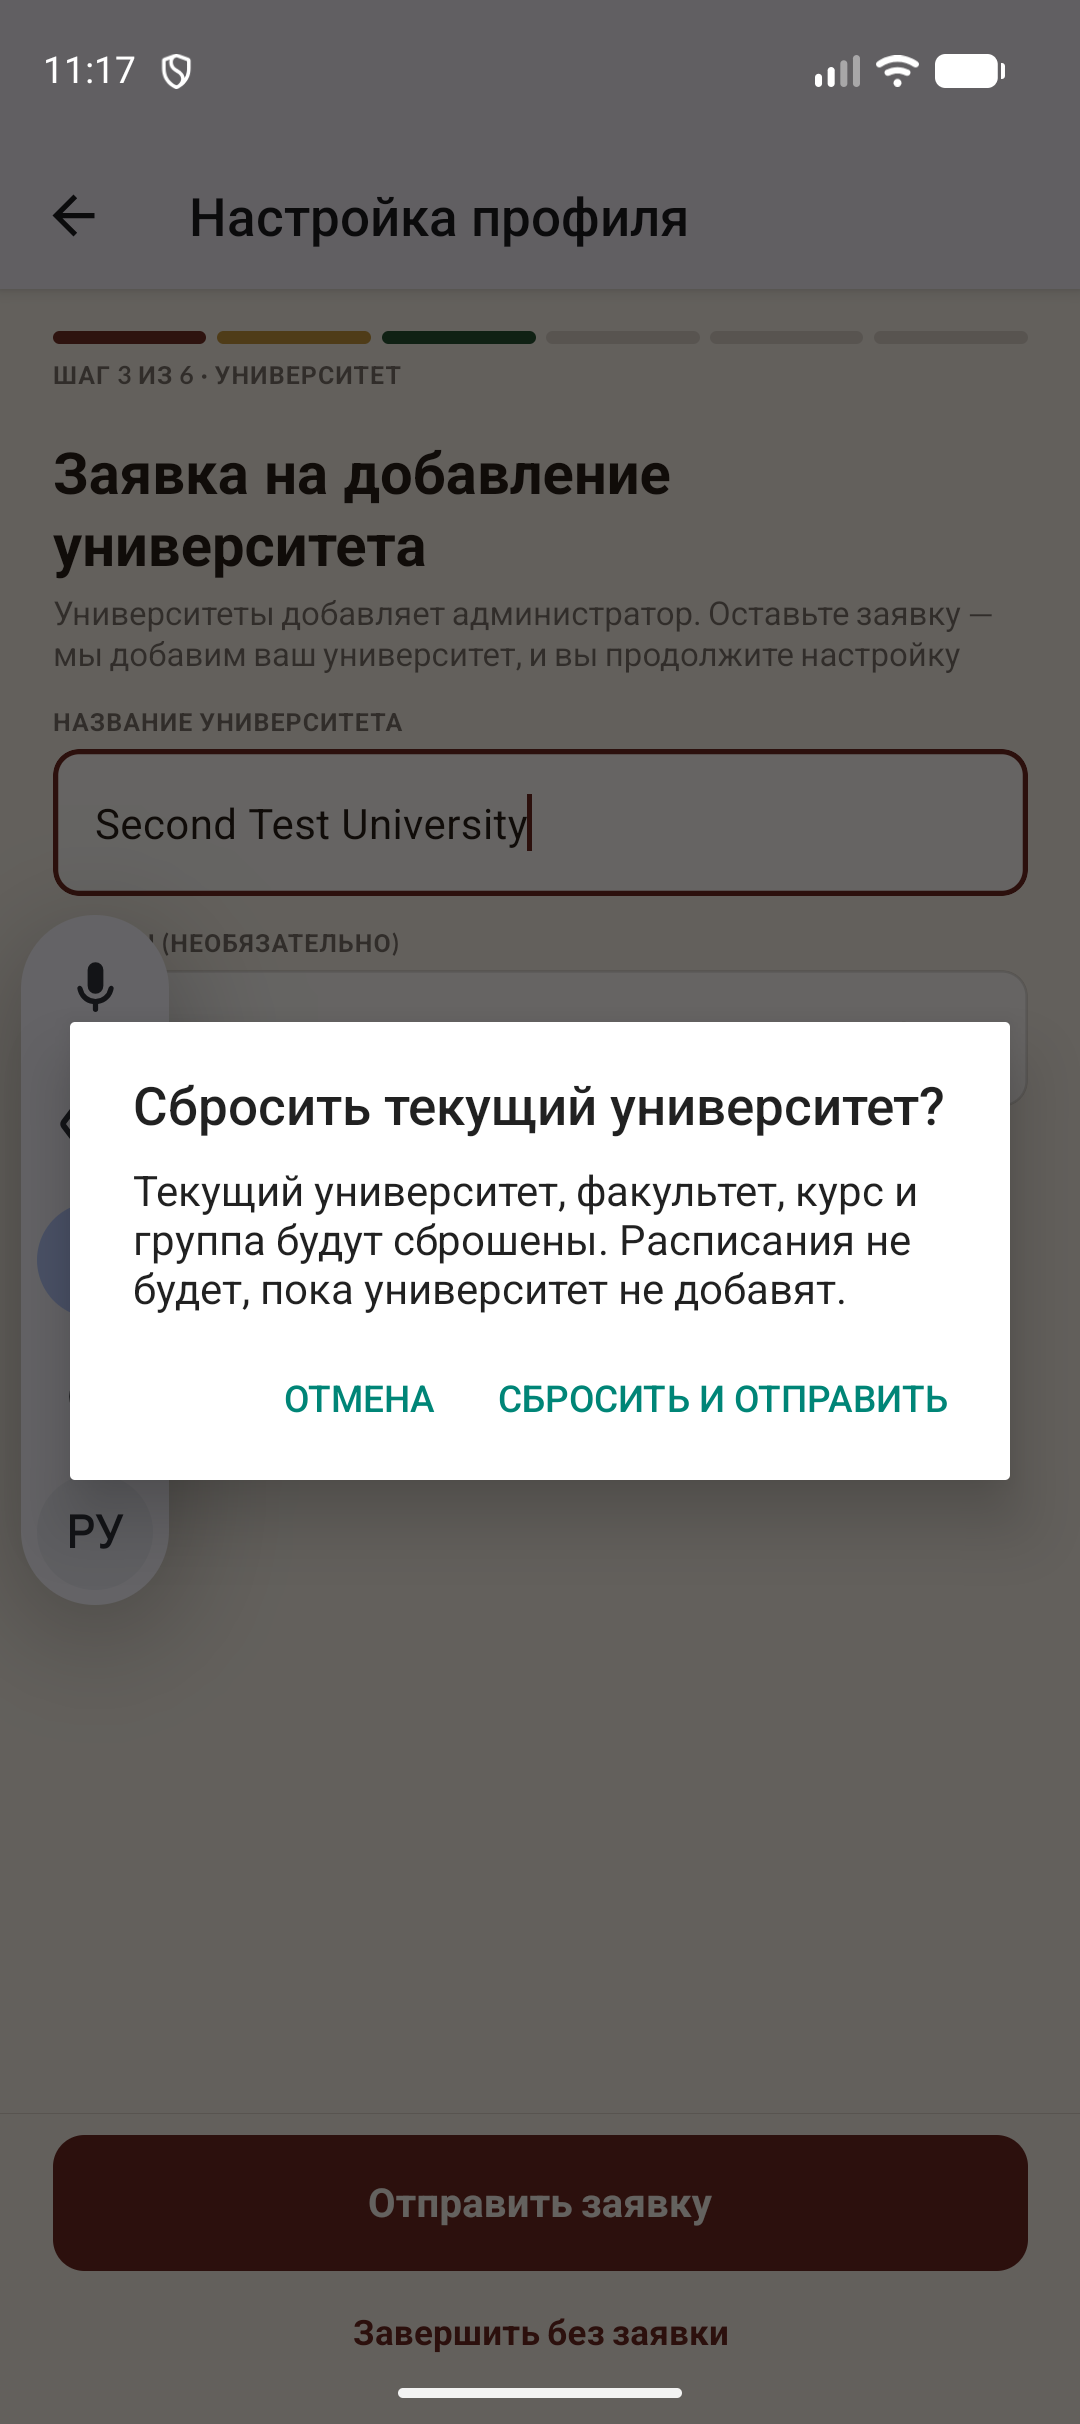 11:17
Настройка профиля
ШАГ 3 ИЗ 6 · УНИВЕРСИТЕТ
Заявка на добавление
университета
Университеты добавляет администратор. Оставьте заявку —
мы добавим ваш университет, и вы продолжите настройку
НАЗВАНИЕ УНИВЕРСИТЕТА
Second Test University
(НЕОБЯЗАТЕЛЬНО)
Сбросить текущий университет?
Текущий университет, факультет, курс и
группа будут сброшены. Расписания не
будет, пока университет не добавят.
ОТМЕНА
СБРОСИТЬ И ОТПРАВИТЬ
РУ
Отправить заявку
Завершить без заявки